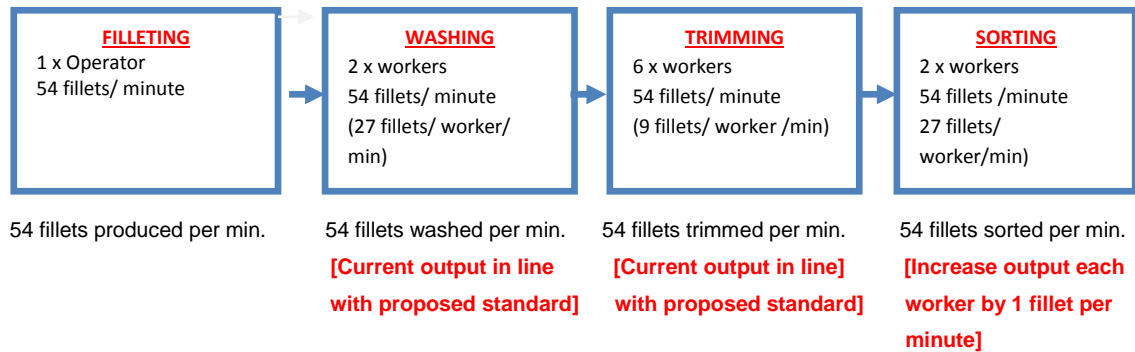 FILLETING
1 x Operator
54 fillets/ minute
WASHING
2 x workers
54 fillets/ minute
(27 fillets/ worker/
min)
TRIMMING
6 x workers
54 fillets/ minute
(9 fillets/ worker /min)
SORTING
2 x workers
54 fillets /minute
27 fillets/
worker/min)
54 fillets produced per min.
54 fillets washed per min.
[Current output in line
with proposed standard]
54 fillets trimmed per min.
[Current output in line]
with proposed standard]
54 fillets sorted per min.
[Increase output each
worker by 1 fillet per
minute]